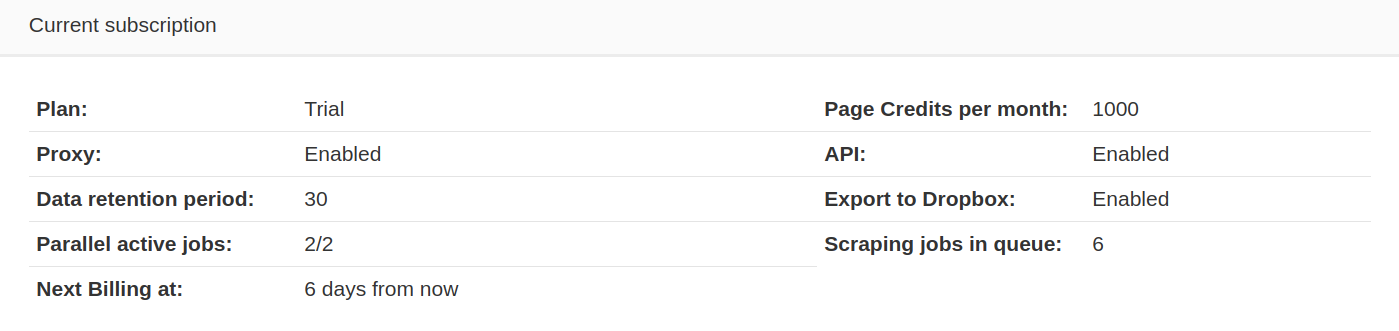 Current subscription
Plan: Trial Page Credits per month: 1000
Proxy: Enabled API: Enabled
Data retention period: 30 Export to Dropbox: Enabled
Parallel active jobs: 2/2 Scraping jobs in queue: 6
Next Billing at: 6 days from now